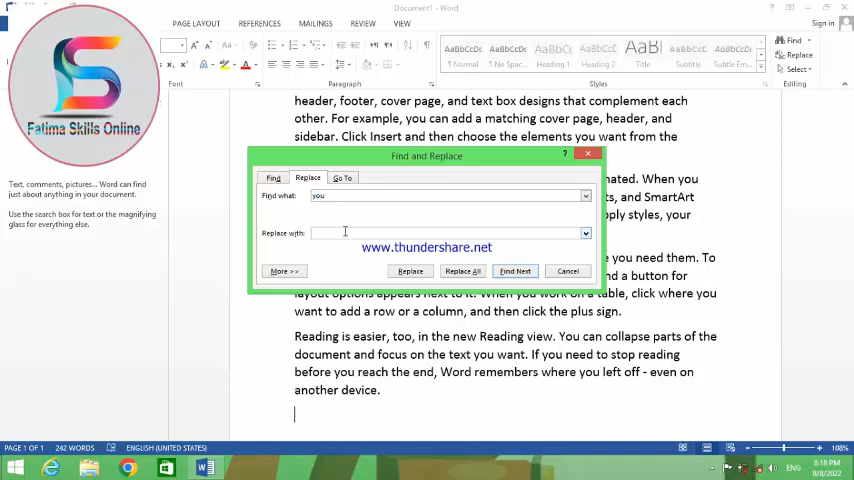 Document1 - Word
PAGE LAYOUT REFERENCES MAILINGS REVIEW VIEW
Sign in
Find
Replace
Select
AaBbCcDc AaBbCcDc AaBbCc AaBbCcC AaBl AaBbCcC AaBbCcDc
¶ Normal ¶ No Spac... Heading 1 Heading 2 Title Subtitle Subtle Em...
Font Paragraph Styles Editing
Fatima Skills Online
Text, comments, pictures... Word can find
just about anything in your document.
Use the search box for text or the magnifying
glass for everything else.
header, footer, cover page, and text box designs that complement each
other. For example, you can add a matching cover page, header, and
sidebar. Click Insert and then choose the elements you want from the
Find and Replace
Find Replace Go To
Find what: you
Replace with:
www.thundershare.net
More >> Replace Replace All Find Next Cancel
nated. When you
ts, and SmartArt
ply styles, your
e you need them. To
nd a button for
layout options appears next to it. When you work on a table, click where you
want to add a row or a column, and then click the plus sign.
Reading is easier, too, in the new Reading view. You can collapse parts of the
document and focus on the text you want. If you need to stop reading
before you reach the end, Word remembers where you left off - even on
another device.
PAGE 1 OF 1 242 WORDS ENGLISH (UNITED STATES) 108%
ENG 8:18 PM
8/8/2022